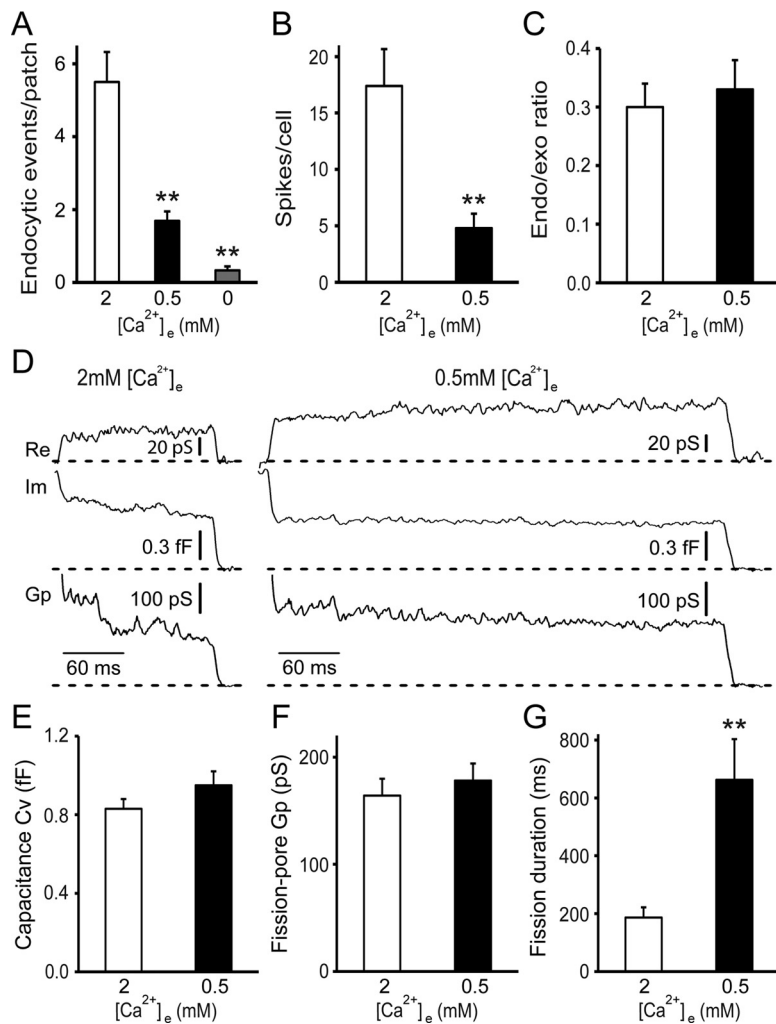 A
B
C
Endocytic events/patch
6
4
2
0
**
**
2 0.5 0
[Ca²⁺]e (mM)
Spikes/cell
20
15
10
5
0
**
2 0.5
[Ca²⁺]e (mM)
Endo/exo ratio
0.4
0.3
0.2
0.1
0.0
2 0.5
[Ca²⁺]e (mM)
D
2mM [Ca²⁺]e
0.5mM [Ca²⁺]e
Re
20 pS
20 pS
Im
0.3 fF
0.3 fF
Gp
100 pS
100 pS
60 ms
60 ms
E
F
G
Capacitance Cv (fF)
1.2
0.8
0.4
0.0
2 0.5
[Ca²⁺]e (mM)
Fission-pore Gp (pS)
200
100
0
2 0.5
[Ca²⁺]e (mM)
Fission duration (ms)
800
600
400
200
0
**
2 0.5
[Ca²⁺]e (mM)